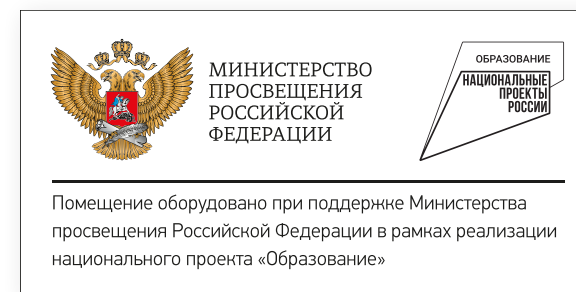 МИНИСТЕРСТВО
ПРОСВЕЩЕНИЯ
РОССИЙСКОЙ
ФЕДЕРАЦИИ
ОБРАЗОВАНИЕ
НАЦИОНАЛЬНЫЕ
ПРОЕКТЫ
РОССИИ
Помещение оборудовано при поддержке Министерства
просвещения Российской Федерации в рамках реализации
национального проекта «Образование»